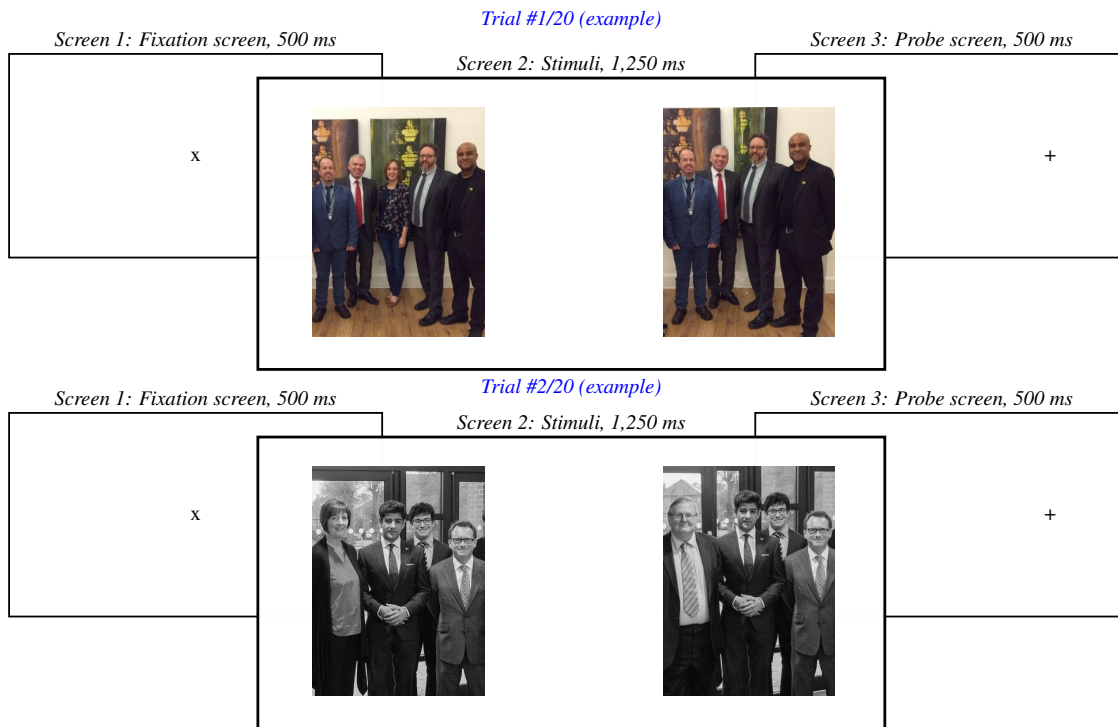 Trial #1/20 (example)
Screen 1: Fixation screen, 500 ms
Screen 2: Stimuli, 1,250 ms
Screen 3: Probe screen, 500 ms
x
+
Trial #2/20 (example)
Screen 1: Fixation screen, 500 ms
Screen 2: Stimuli, 1,250 ms
Screen 3: Probe screen, 500 ms
x
+